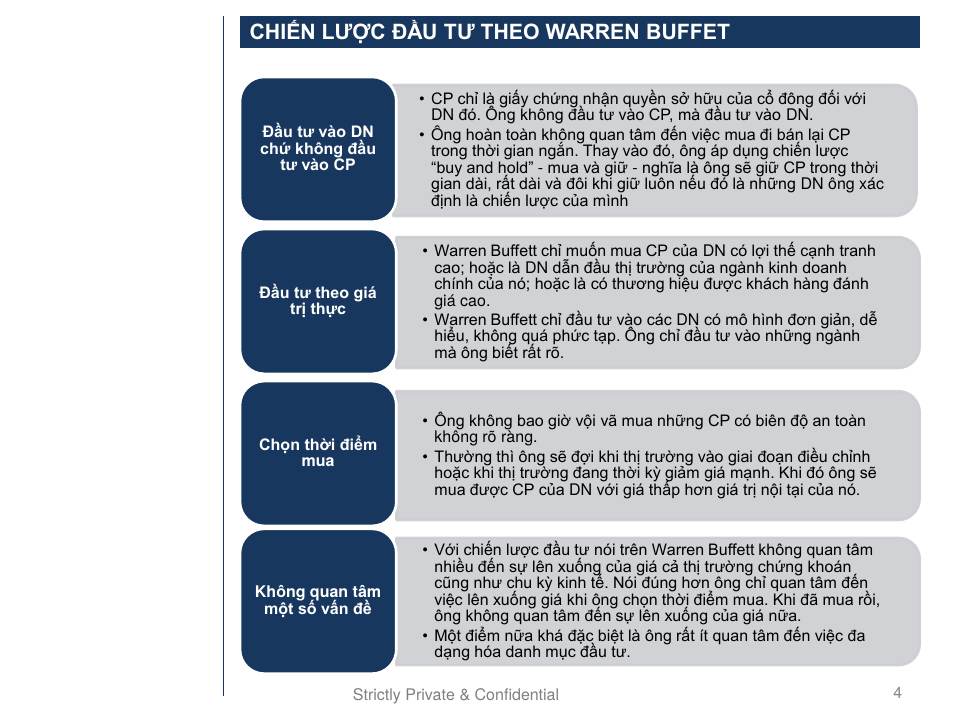 CHIẾN LƯỢC ĐẦU TƯ THEO WARREN BUFFET
Đầu tư vào DN
chứ không đầu
tư vào CP
• CP chỉ là giấy chứng nhận quyền sở hữu của cổ đông đối với
DN đó. Ông không đầu tư vào CP, mà đầu tư vào DN.
• Ông hoàn toàn không quan tâm đến việc mua đi bán lại CP
trong thời gian ngắn. Thay vào đó, ông áp dụng chiến lược
“buy and hold” - mua và giữ - nghĩa là ông sẽ giữ CP trong thời
gian dài, rất dài và đôi khi giữ luôn nếu đó là những DN ông xác
định là chiến lược của mình
Đầu tư theo giá
trị thực
• Warren Buffett chỉ muốn mua CP của DN có lợi thế cạnh tranh
cao; hoặc là DN dẫn đầu thị trường của ngành kinh doanh
chính của nó; hoặc là có thương hiệu được khách hàng đánh
giá cao.
• Warren Buffett chỉ đầu tư vào các DN có mô hình đơn giản, dễ
hiểu, không quá phức tạp. Ông chỉ đầu tư vào những ngành
mà ông biết rất rõ.
Chọn thời điểm
mua
• Ông không bao giờ vội vã mua những CP có biên độ an toàn
không rõ ràng.
• Thường thì ông sẽ đợi khi thị trường vào giai đoạn điều chỉnh
hoặc khi thị trường đang thời kỳ giảm giá mạnh. Khi đó ông sẽ
mua được CP của DN với giá thấp hơn giá trị nội tại của nó.
Không quan tâm
một số vấn đề
• Với chiến lược đầu tư nói trên Warren Buffett không quan tâm
nhiều đến sự lên xuống của giá cả thị trường chứng khoán
cũng như chu kỳ kinh tế. Nói đúng hơn ông chỉ quan tâm đến
việc lên xuống giá khi ông chọn thời điểm mua. Khi đã mua rồi,
ông không quan tâm đến sự lên xuống của giá nữa.
• Một điểm nữa khá đặc biệt là ông rất ít quan tâm đến việc đa
dạng hóa danh mục đầu tư.
Strictly Private & Confidential
4